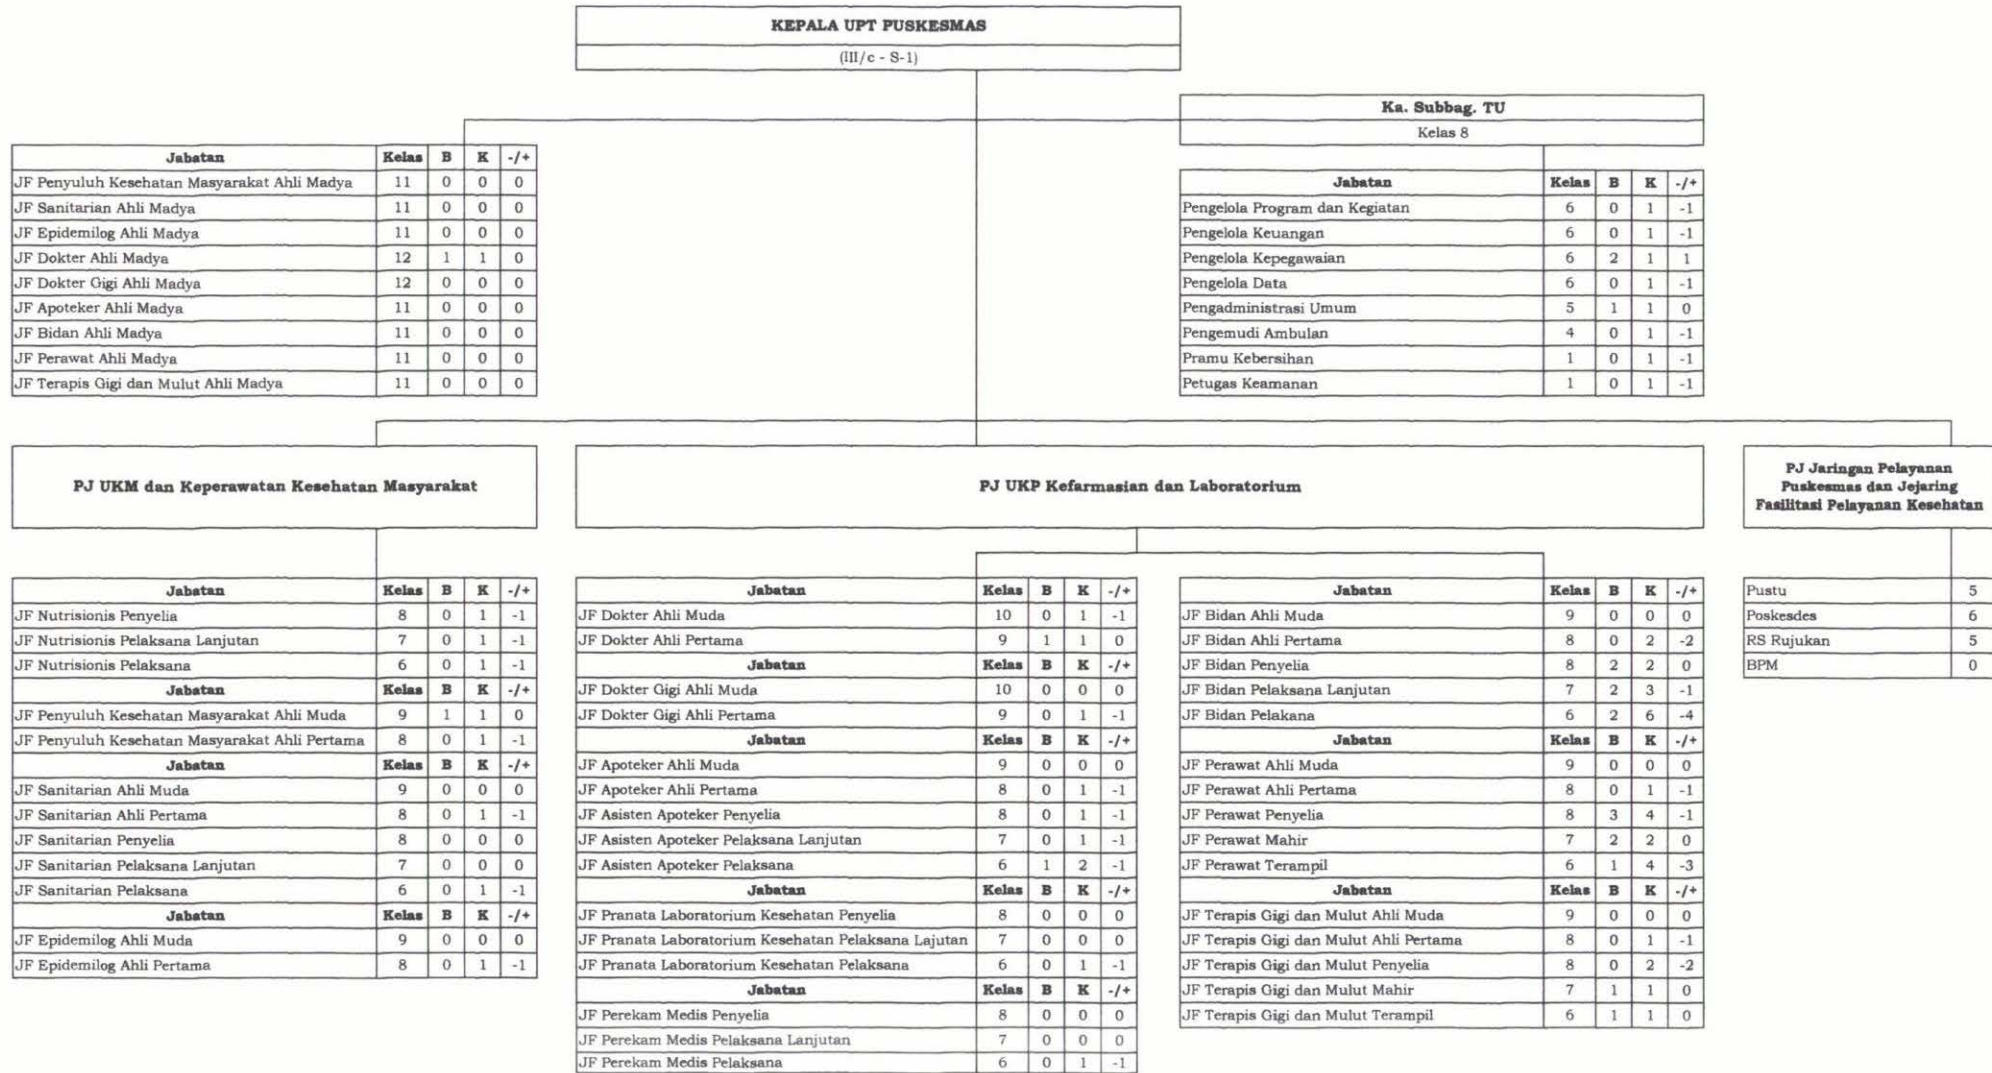 KEPALA UPT PUSKESMAS
(III/c - S-1)
Ka. Subbag. TU
Kelas 8
Jabatan Kelas B K -/+
JF Penyuluh Kesehatan Masyarakat Ahli Madya 11 0 0 0
JF Sanitarian Ahli Madya 11 0 0 0
JF Epidemilog Ahli Madya 11 0 0 0
JF Dokter Ahli Madya 12 1 1 0
JF Dokter Gigi Ahli Madya 12 0 0 0
JF Apoteker Ahli Madya 11 0 0 0
JF Bidan Ahli Madya 11 0 0 0
JF Perawat Ahli Madya 11 0 0 0
JF Terapis Gigi dan Mulut Ahli Madya 11 0 0 0
Jabatan Kelas B K -/+
Pengelola Program dan Kegiatan 6 0 1 -1
Pengelola Keuangan 6 0 1 -1
Pengelola Kepegawaian 6 2 1 1
Pengelola Data 6 0 1 -1
Pengadministrasi Umum 5 1 1 0
Pengemudi Ambulan 4 0 1 -1
Pramu Kebersihan 1 0 1 -1
Petugas Keamanan 1 0 1 -1
PJ UKM dan Keperawatan Kesehatan Masyarakat
Jabatan Kelas B K -/+
JF Nutrisionis Penyelia 8 0 1 -1
JF Nutrisionis Pelaksana Lanjutan 7 0 1 -1
JF Nutrisionis Pelaksana 6 0 1 -1
Jabatan Kelas B K -/+
JF Penyuluh Kesehatan Masyarakat Ahli Muda 9 1 1 0
JF Penyuluh Kesehatan Masyarakat Ahli Pertama 8 0 1 -1
Jabatan Kelas B K -/+
JF Sanitarian Ahli Muda 9 0 0 0
JF Sanitarian Ahli Pertama 8 0 1 -1
JF Sanitarian Penyelia 8 0 0 0
JF Sanitarian Pelaksana Lanjutan 7 0 0 0
JF Sanitarian Pelaksana 6 0 1 -1
Jabatan Kelas B K -/+
JF Epidemilog Ahli Muda 9 0 0 0
JF Epidemilog Ahli Pertama 8 0 1 -1
PJ UKP Kefarmasian dan Laboratorium
Jabatan Kelas B K -/+
JF Dokter Ahli Muda 10 0 1 -1
JF Dokter Ahli Pertama 9 1 1 0
Jabatan Kelas B K -/+
JF Dokter Gigi Ahli Muda 10 0 0 0
JF Dokter Gigi Ahli Pertama 9 0 1 -1
Jabatan Kelas B K -/+
JF Apoteker Ahli Muda 9 0 0 0
JF Apoteker Ahli Pertama 8 0 1 -1
JF Asisten Apoteker Penyelia 8 0 1 -1
JF Asisten Apoteker Pelaksana Lanjutan 7 0 1 -1
JF Asisten Apoteker Pelaksana 6 1 2 -1
Jabatan Kelas B K -/+
JF Pranata Laboratorium Kesehatan Penyelia 8 0 0 0
JF Pranata Laboratorium Kesehatan Pelaksana Lajutan 7 0 0 0
JF Pranata Laboratorium Kesehatan Pelaksana 6 0 1 -1
Jabatan Kelas B K -/+
JF Perekam Medis Penyelia 8 0 0 0
JF Perekam Medis Pelaksana Lanjutan 7 0 0 0
JF Perekam Medis Pelaksana 6 0 1 -1
Jabatan Kelas B K -/+
JF Bidan Ahli Muda 9 0 0 0
JF Bidan Ahli Pertama 8 0 2 -2
JF Bidan Penyelia 8 2 2 0
JF Bidan Pelaksana Lanjutan 7 2 3 -1
JF Bidan Pelakana 6 2 6 -4
Jabatan Kelas B K -/+
JF Perawat Ahli Muda 9 0 0 0
JF Perawat Ahli Pertama 8 0 1 -1
JF Perawat Penyelia 8 3 4 -1
JF Perawat Mahir 7 2 2 0
JF Perawat Terampil 6 1 4 -3
Jabatan Kelas B K -/+
JF Terapis Gigi dan Mulut Ahli Muda 9 0 0 0
JF Terapis Gigi dan Mulut Ahli Pertama 8 0 1 -1
JF Terapis Gigi dan Mulut Penyelia 8 0 2 -2
JF Terapis Gigi dan Mulut Mahir 7 1 1 0
JF Terapis Gigi dan Mulut Terampil 6 1 1 0
PJ Jaringan Pelayanan
Puskesmas dan Jejaring
Fasilitasi Pelayanan Kesehatan
Pustu 5
Poskesdes 6
RS Rujukan 5
BPM 0